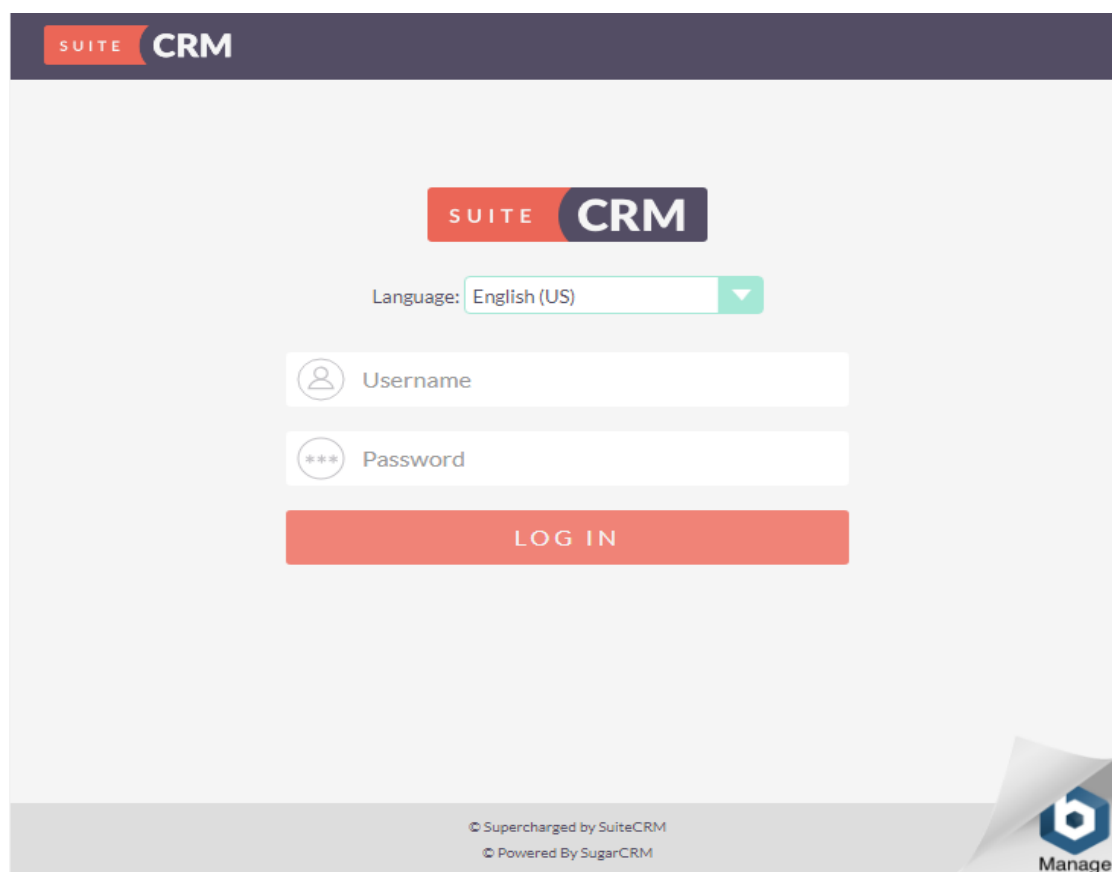 SUITE CRM
SUITE CRM
Language: English (US)
Username
*** Password
LOG IN
© Supercharged by SuiteCRM
© Powered By SugarCRM
Manage